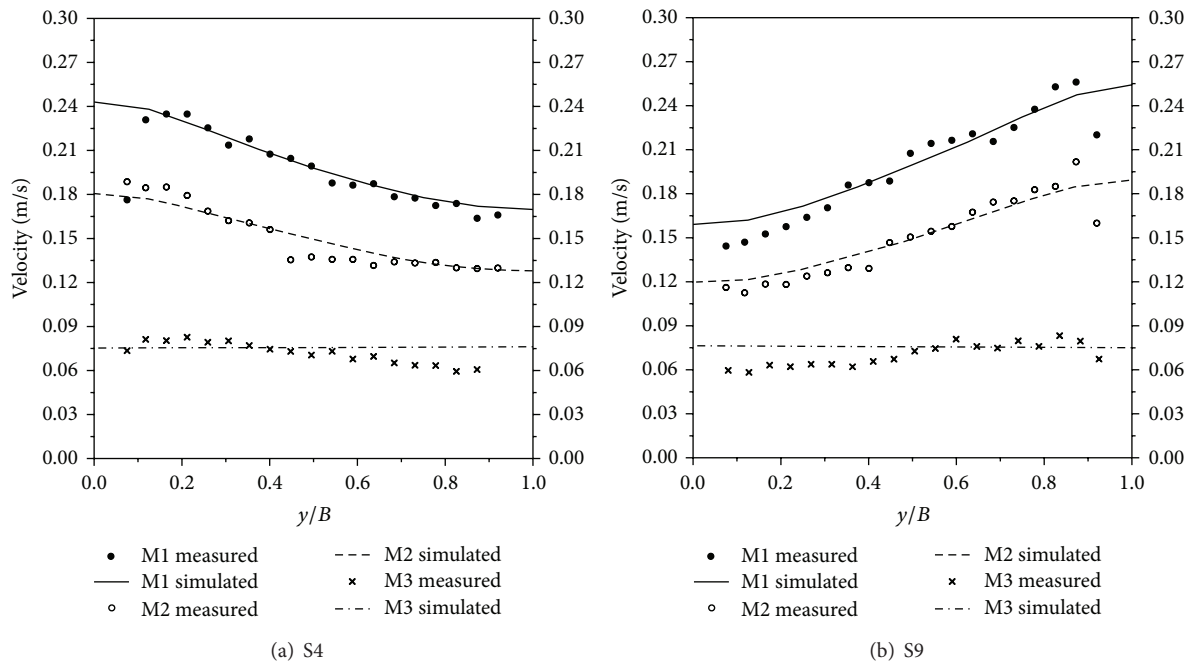 0.30
0.27
0.24
0.21
0.18
0.15
0.12
0.09
0.06
0.03
0.00
Velocity (m/s)
0.30
0.27
0.24
0.21
0.18
0.15
0.12
0.09
0.06
0.03
0.00
0.0 0.2 0.4 0.6 0.8 1.0
y/B
M1 measured
M1 simulated
M2 measured
M2 simulated
M3 measured
M3 simulated
(a) S4
0.30
0.27
0.24
0.21
0.18
0.15
0.12
0.09
0.06
0.03
0.00
Velocity (m/s)
0.30
0.27
0.24
0.21
0.18
0.15
0.12
0.09
0.06
0.03
0.00
0.0 0.2 0.4 0.6 0.8 1.0
y/B
M1 measured
M1 simulated
M2 measured
M2 simulated
M3 measured
M3 simulated
(b) S9